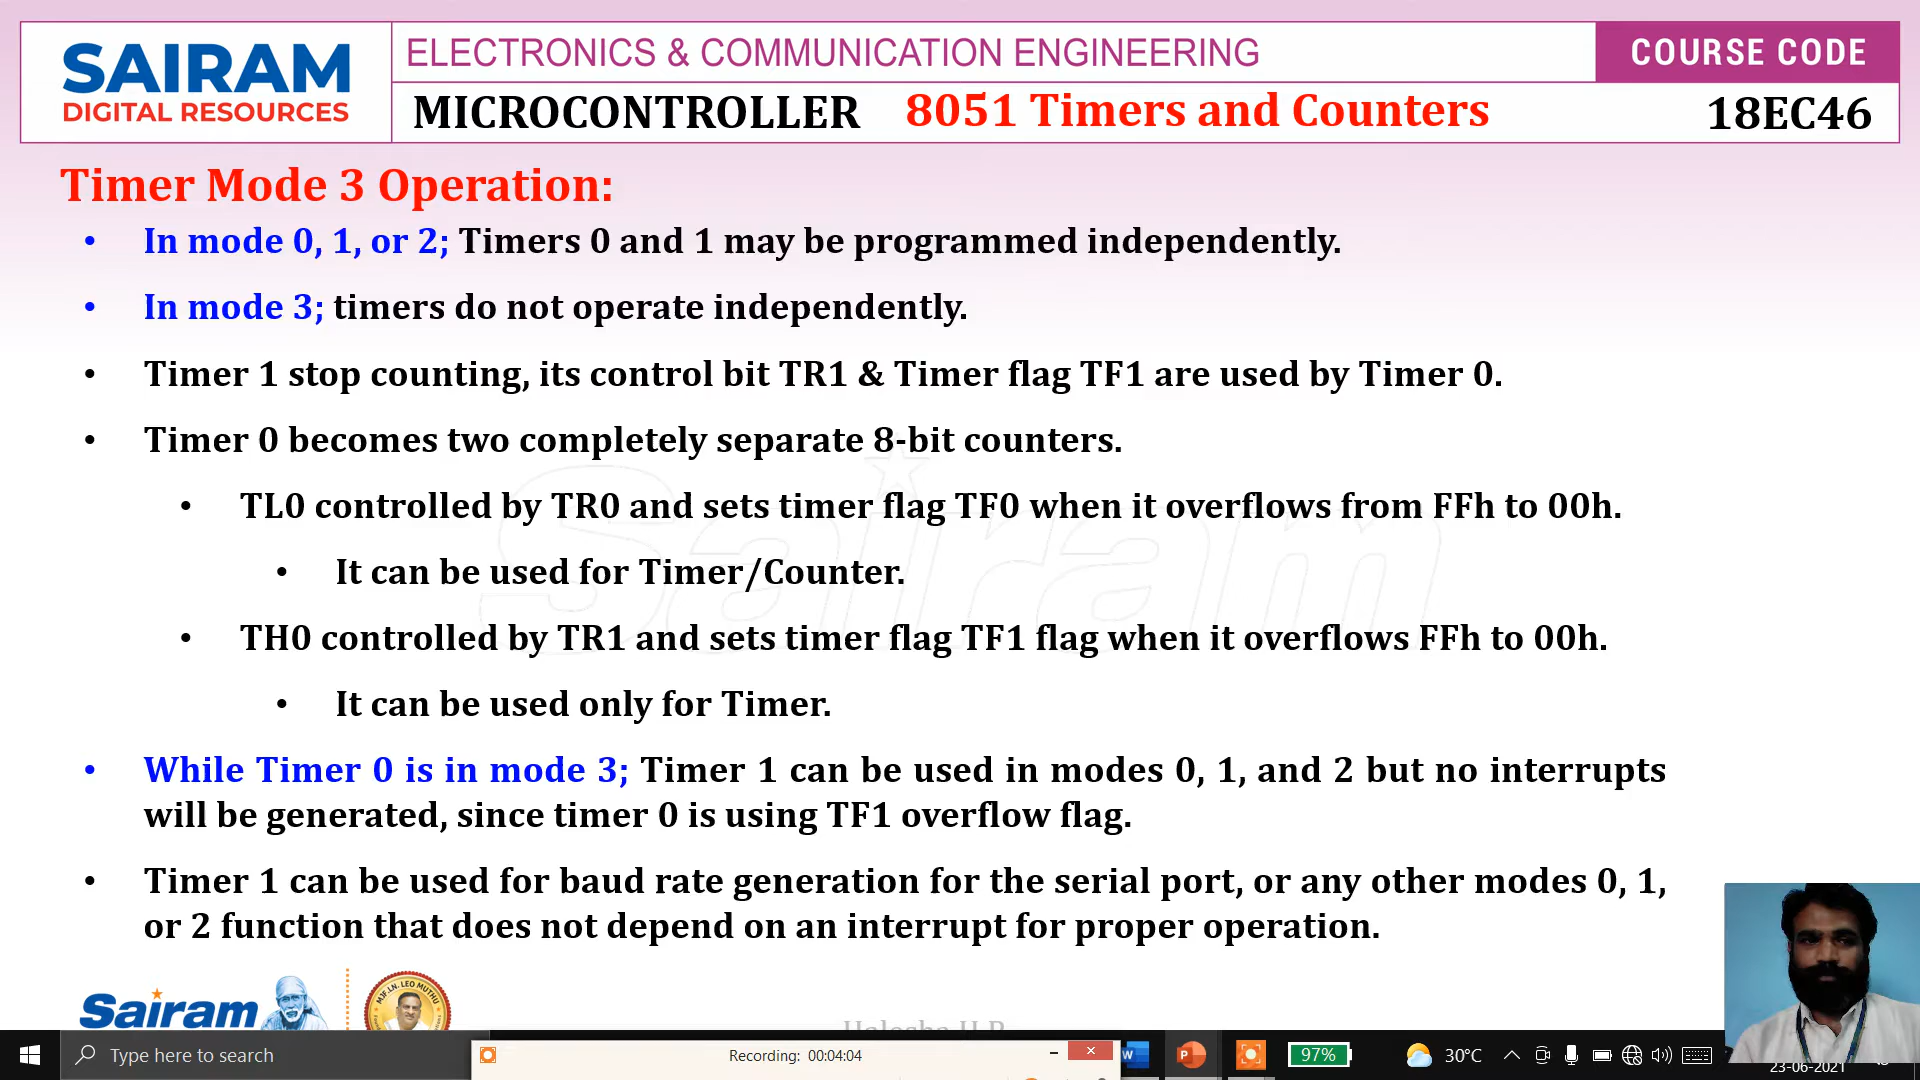 SAIRAM
DIGITAL RESOURCES
ELECTRONICS & COMMUNICATION ENGINEERING
COURSE CODE
MICROCONTROLLER 8051 Timers and Counters 18EC46
Timer Mode 3 Operation:
• In mode 0, 1, or 2; Timers 0 and 1 may be programmed independently.
• In mode 3; timers do not operate independently.
• Timer 1 stop counting, its control bit TR1 & Timer flag TF1 are used by Timer 0.
• Timer 0 becomes two completely separate 8-bit counters.
• TL0 controlled by TR0 and sets timer flag TF0 when it overflows from FFh to 00h.
• It can be used for Timer/Counter.
• TH0 controlled by TR1 and sets timer flag TF1 flag when it overflows FFh to 00h.
• It can be used only for Timer.
• While Timer 0 is in mode 3; Timer 1 can be used in modes 0, 1, and 2 but no interrupts
will be generated, since timer 0 is using TF1 overflow flag.
• Timer 1 can be used for baud rate generation for the serial port, or any other modes 0, 1,
or 2 function that does not depend on an interrupt for proper operation.
Sairam
Sairam
MJF.LN. LEO MUTHU
Type here to search
Recording: 00:04:04
97%
30°C
23-06-2021